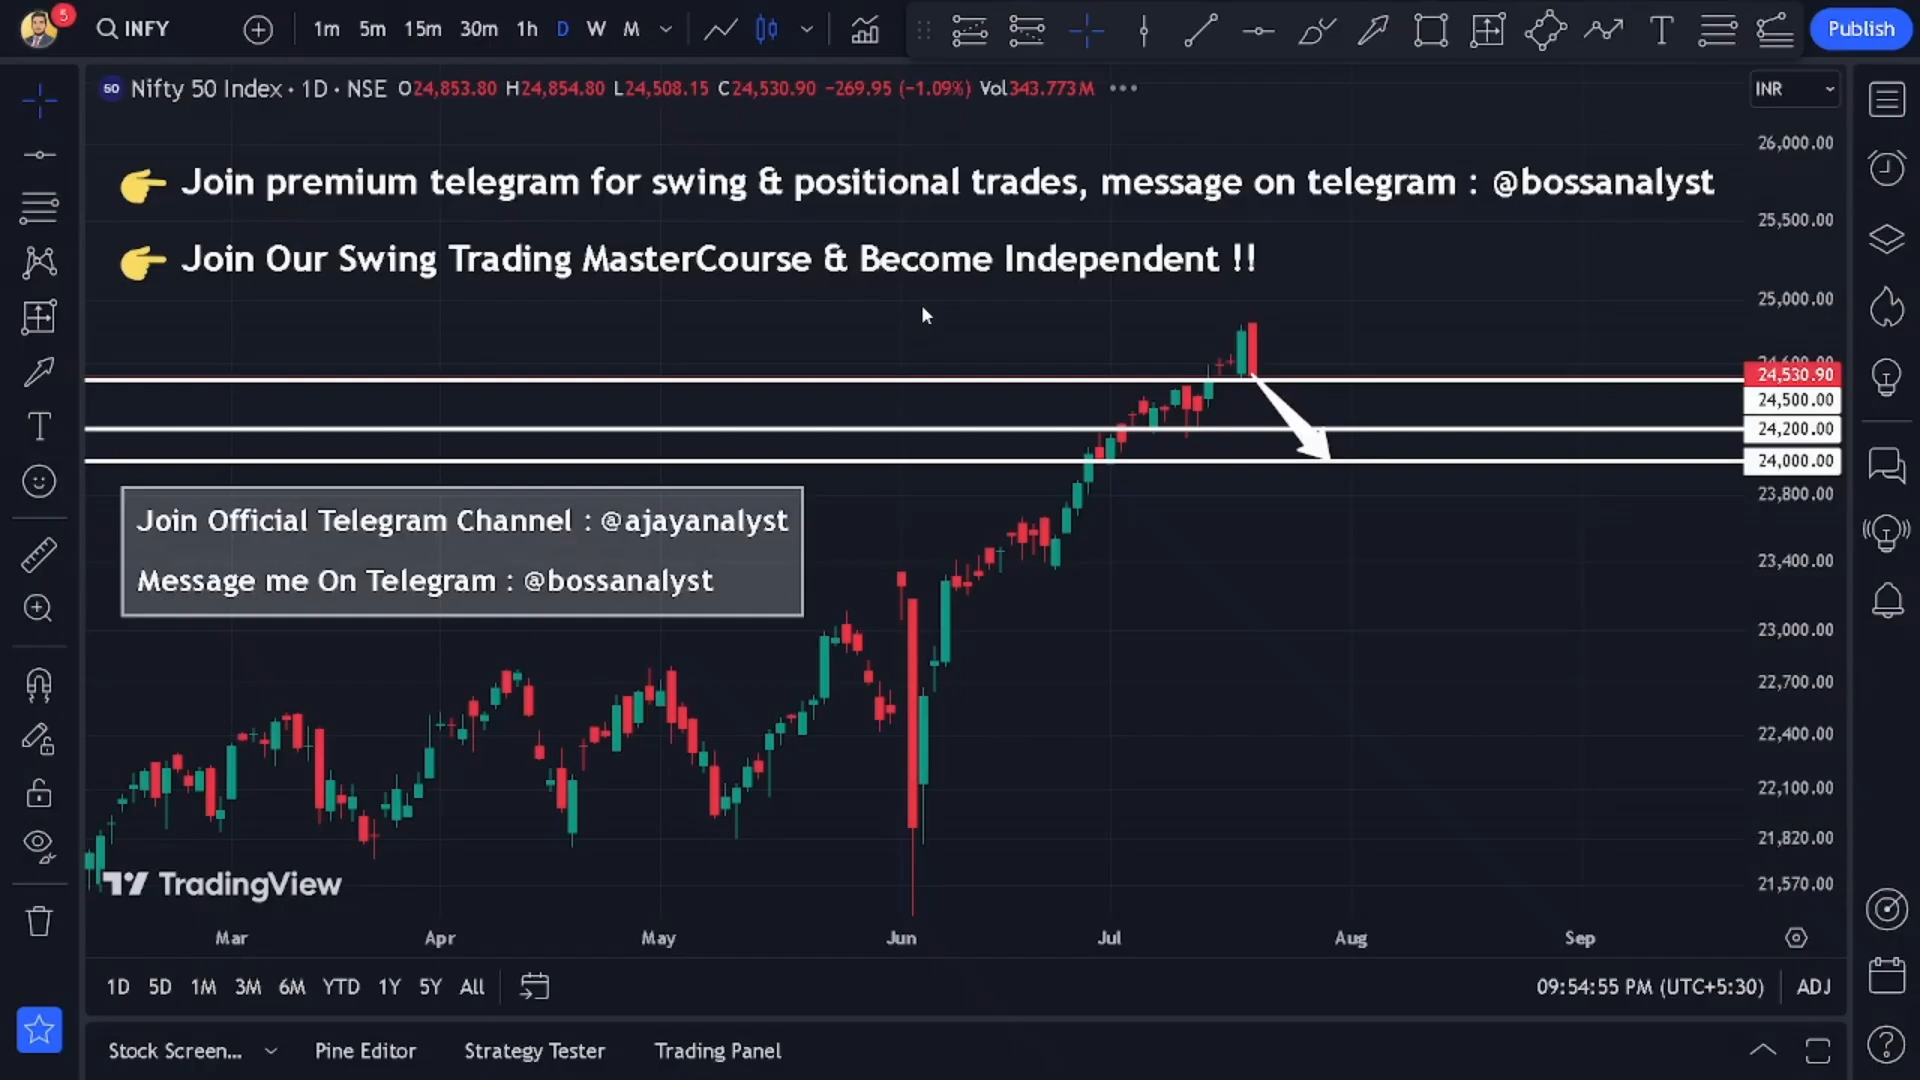 5
INFY
1m 5m 15m 30m 1h D W M
Publish
50 Nifty 50 Index · 1D · NSE O24,853.80 H24,854.80 L24,508.15 C24,530.90 −269.95 (−1.09%) Vol343.773M
INR
26,000.00
👉 Join premium telegram for swing & positional trades, message on telegram : @bossanalyst
25,500.00
👉 Join Our Swing Trading MasterCourse & Become Independent !!
25,000.00
24,530.90
24,500.00
24,200.00
24,000.00
23,800.00
Join Official Telegram Channel : @ajayanalyst
23,400.00
Message me On Telegram : @bossanalyst
23,000.00
22,700.00
22,400.00
22,100.00
21,820.00
TradingView
21,570.00
Mar Apr May Jun Jul Aug Sep
1D 5D 1M 3M 6M YTD 1Y 5Y All
09:54:55 PM (UTC+5:30) ADJ
Stock Screen... Pine Editor Strategy Tester Trading Panel